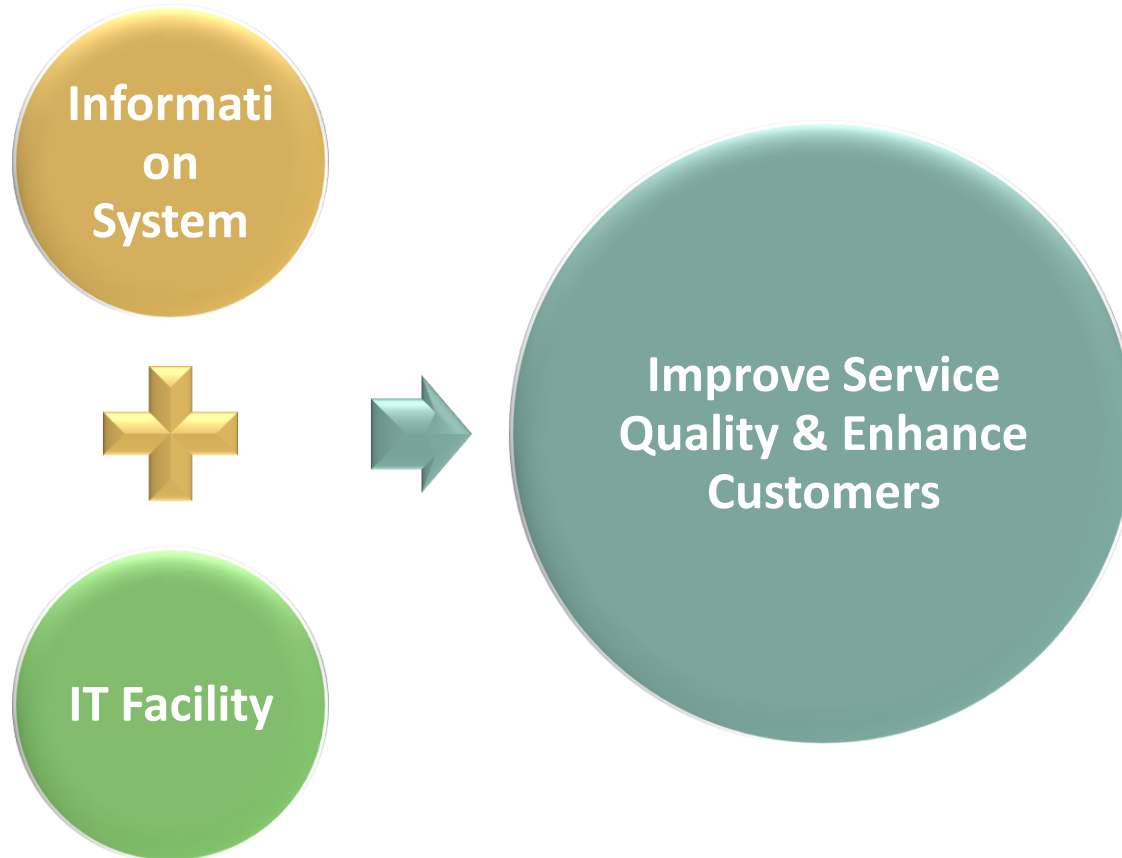 Informati
on
System
IT Facility
Improve Service
Quality & Enhance
Customers